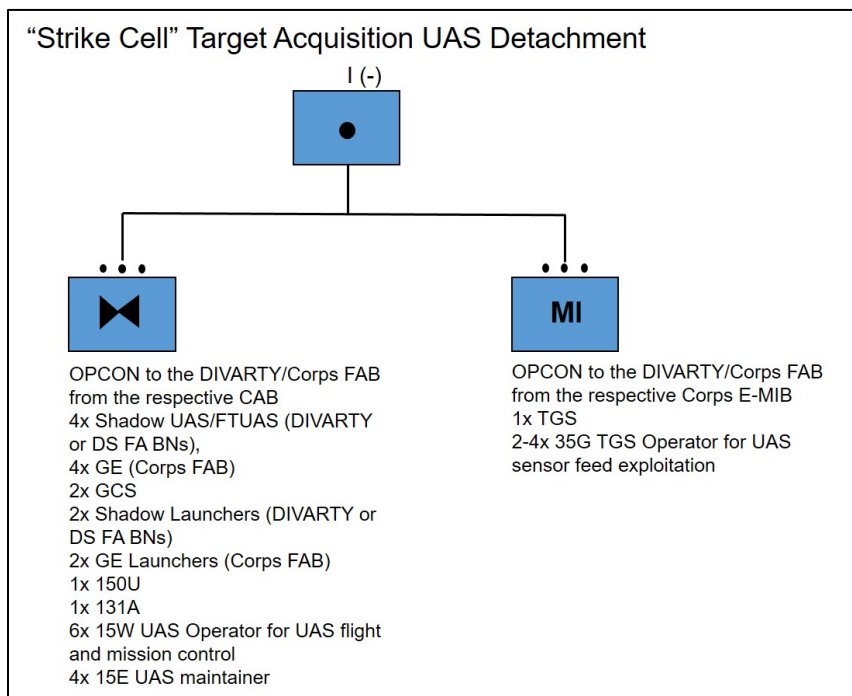 “Strike Cell” Target Acquisition UAS Detachment
I (-)
MI
OPCON to the DIVARTY/Corps FAB
from the respective CAB
4x Shadow UAS/FTUAS (DIVARTY
or DS FA BNs),
4x GE (Corps FAB)
2x GCS
2x Shadow Launchers (DIVARTY or
DS FA BNs)
2x GE Launchers (Corps FAB)
1x 150U
1x 131A
6x 15W UAS Operator for UAS flight
and mission control
4x 15E UAS maintainer
OPCON to the DIVARTY/Corps FAB
from the respective Corps E-MIB
1x TGS
2-4x 35G TGS Operator for UAS
sensor feed exploitation